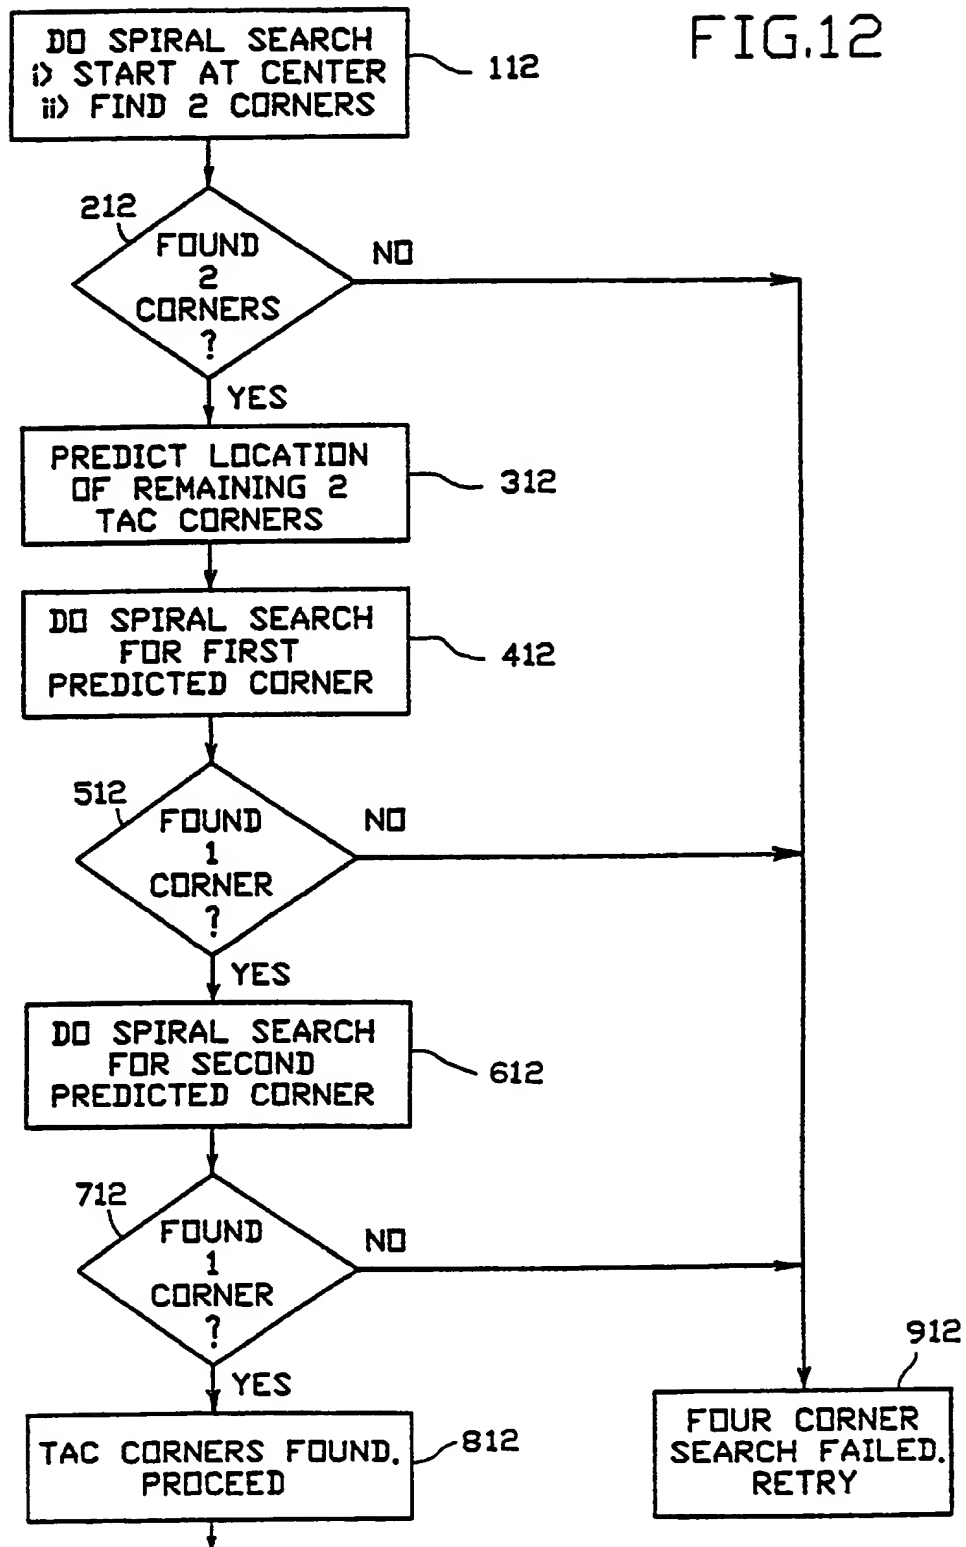 FIG.12
DO SPIRAL SEARCH
i) START AT CENTER
ii) FIND 2 CORNERS
112
212
FOUND
2
CORNERS
?
NO
YES
PREDICT LOCATION
OF REMAINING 2
TAC CORNERS
312
DO SPIRAL SEARCH
FOR FIRST
PREDICTED CORNER
412
512
FOUND
1
CORNER
?
NO
YES
DO SPIRAL SEARCH
FOR SECOND
PREDICTED CORNER
612
712
FOUND
1
CORNER
?
NO
YES
TAC CORNERS FOUND.
PROCEED
812
912
FOUR CORNER
SEARCH FAILED.
RETRY